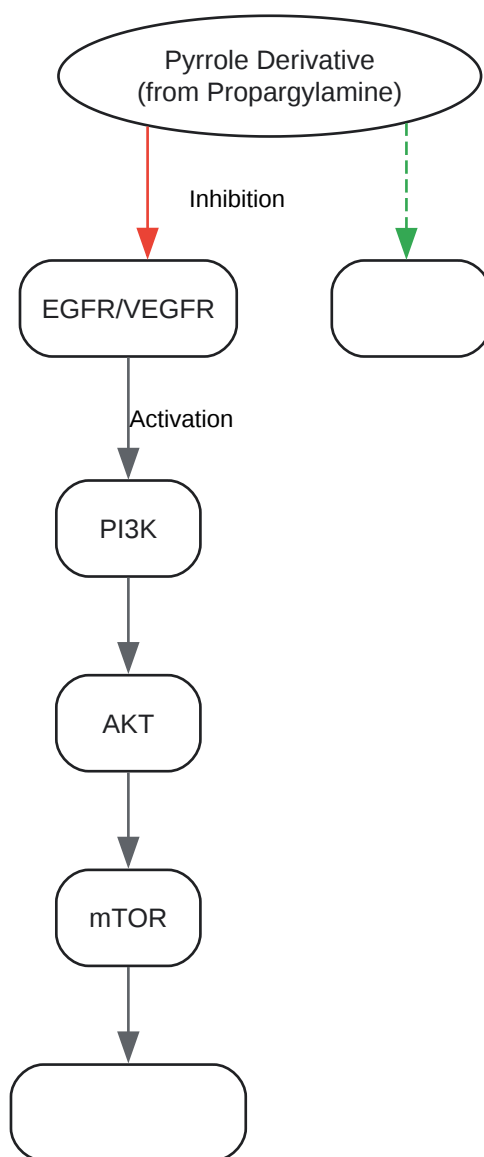 Pyrrole Derivative
(from Propargylamine)
Inhibition
EGFR/VEGFR
Activation
PI3K
AKT
mTOR